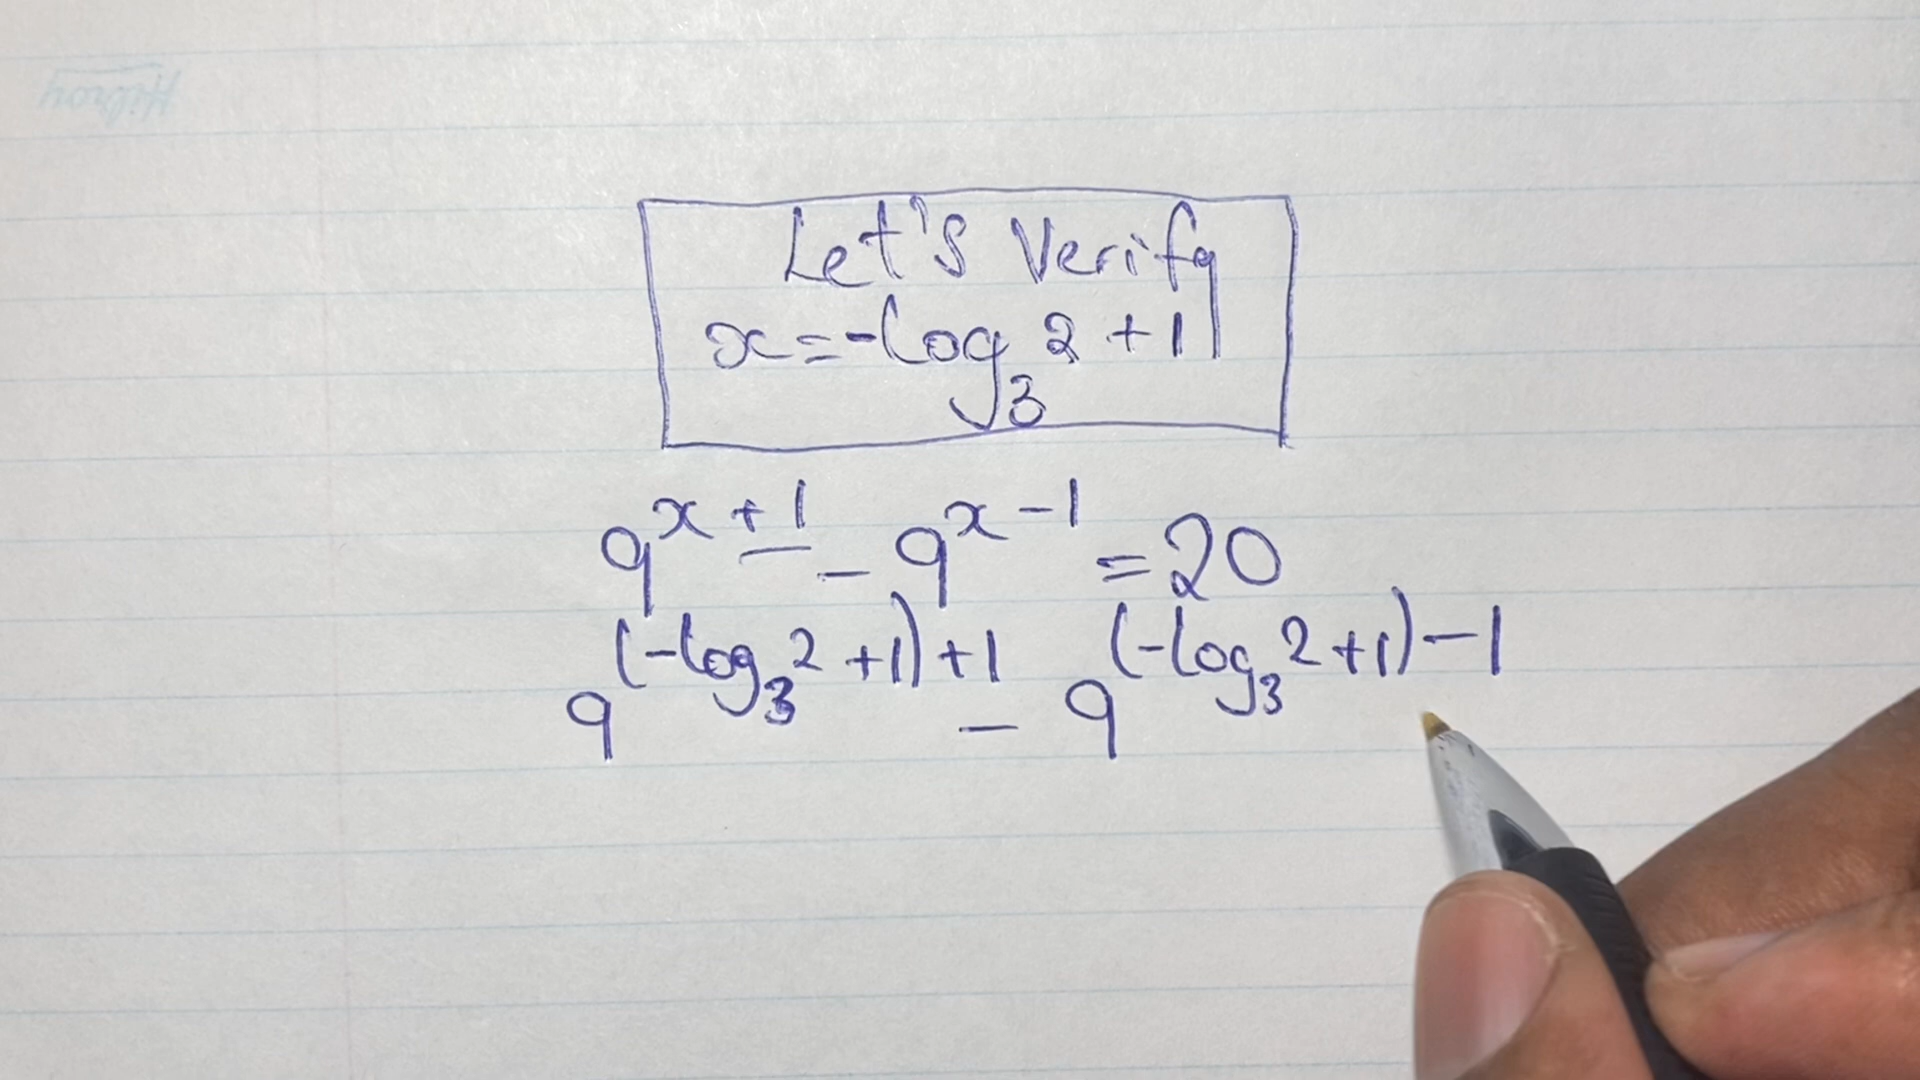 Hilroy
Let's Verify
x = -log₃ 2 + 1
9^(x + 1) - 9^(x - 1) = 20
9^((-log₃ 2 + 1) + 1) - 9^((-log₃ 2 + 1) - 1)